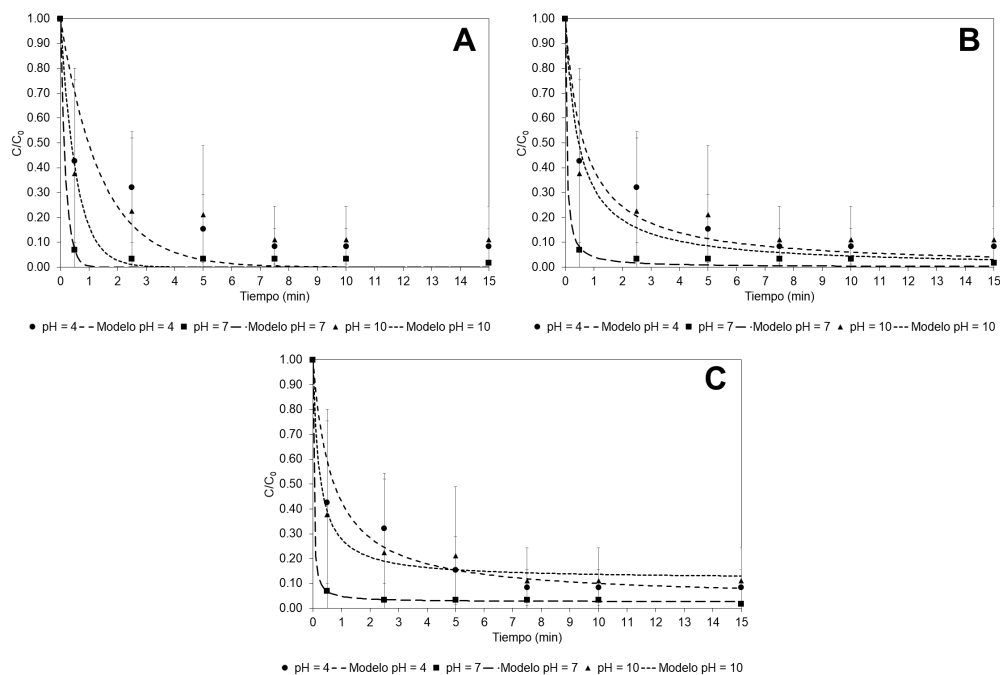 A
1.00
0.90
0.80
0.70
0.60
0.50
0.40
0.30
0.20
0.10
0.00
C/C0
0 1 2 3 4 5 6 7 8 9 10 11 12 13 14 15
Tiempo (min)
pH = 4 Modelo pH = 4 pH = 7 Modelo pH = 7 pH = 10 Modelo pH = 10
B
1.00
0.90
0.80
0.70
0.60
0.50
0.40
0.30
0.20
0.10
0.00
C/C0
0 1 2 3 4 5 6 7 8 9 10 11 12 13 14 15
Tiempo (min)
pH = 4 Modelo pH = 4 pH = 7 Modelo pH = 7 pH = 10 Modelo pH = 10
C
1.00
0.90
0.80
0.70
0.60
0.50
0.40
0.30
0.20
0.10
0.00
C/C0
0 1 2 3 4 5 6 7 8 9 10 11 12 13 14 15
Tiempo (min)
pH = 4 Modelo pH = 4 pH = 7 Modelo pH = 7 pH = 10 Modelo pH = 10